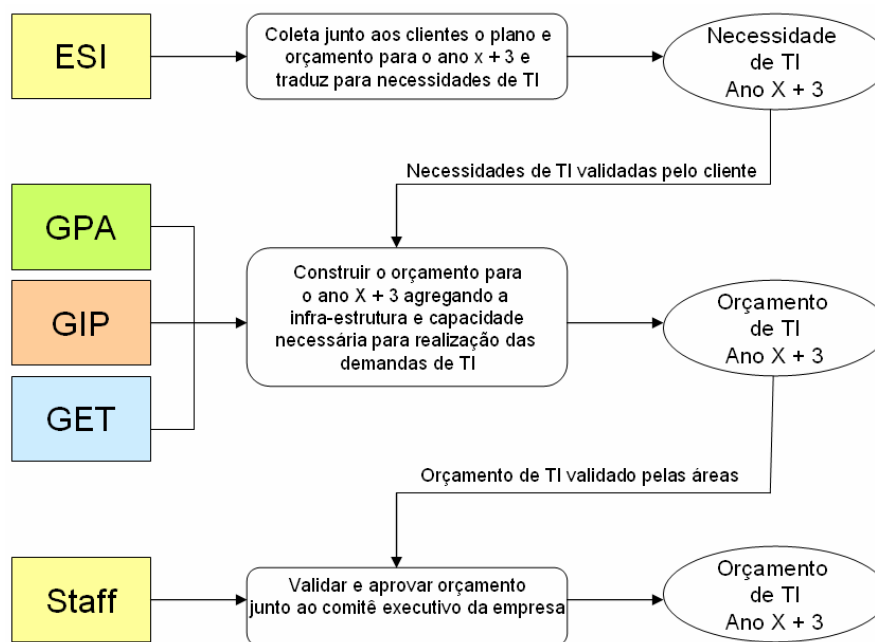 ESI
Coleta junto aos clientes o plano e
orçamento para o ano x + 3 e
traduz para necessidades de TI
Necessidade
de TI
Ano X + 3
Necessidades de TI validadas pelo cliente
GPA
GIP
GET
Construir o orçamento para
o ano X + 3 agregando a
infra-estrutura e capacidade
necessária para realização das
demandas de TI
Orçamento
de TI
Ano X + 3
Orçamento de TI validado pelas áreas
Staff
Validar e aprovar orçamento
junto ao comitê executivo da empresa
Orçamento
de TI
Ano X + 3